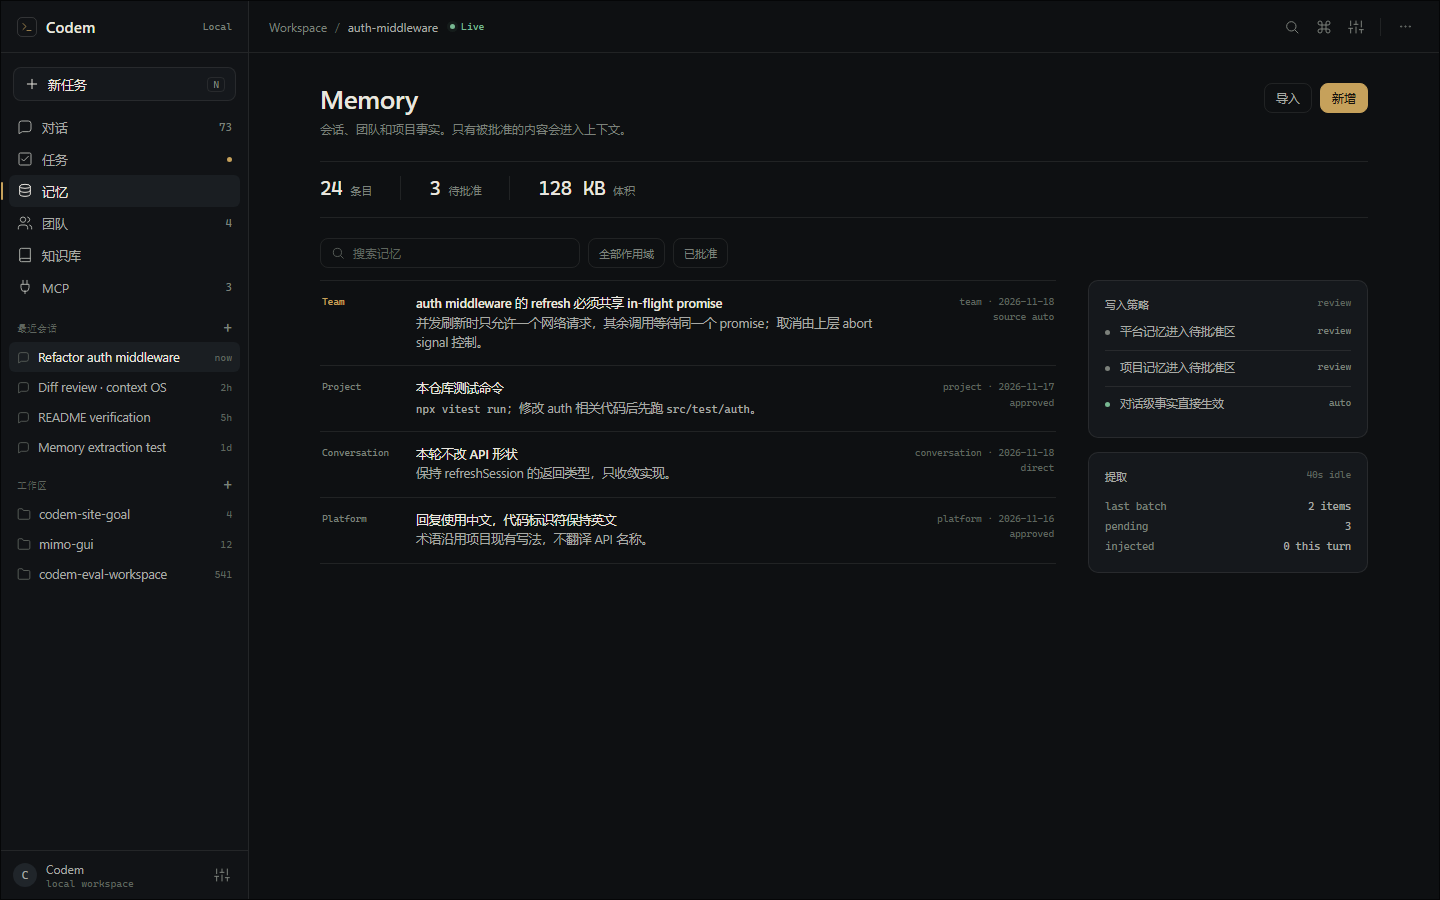 Codem
Local
新任务
N
对话
73
任务
记忆
团队
4
知识库
MCP
3
最近会话
+
Refactor auth middleware
now
Diff review · context OS
2h
README verification
5h
Memory extraction test
1d
工作区
+
codem-site-goal
4
mimo-gui
12
codem-eval-workspace
541
C
Codem
local workspace
Workspace / auth-middleware
Live
Memory
会话、团队和项目事实。只有被批准的内容会进入上下文。
导入
新增
24 条目
3 待批准
128 KB 体积
搜索记忆
全部作用域
已批准
Team
auth middleware 的 refresh 必须共享 in-flight promise
并发刷新时只允许一个网络请求，其余调用等待同一个 promise；取消由上层 abort
signal 控制。
team · 2026-11-18
source auto
Project
本仓库测试命令
npx vitest run；修改 auth 相关代码后先跑 src/test/auth。
project · 2026-11-17
approved
Conversation
本轮不改 API 形状
保持 refreshSession 的返回类型，只收敛实现。
conversation · 2026-11-18
direct
Platform
回复使用中文，代码标识符保持英文
术语沿用项目现有写法，不翻译 API 名称。
platform · 2026-11-16
approved
写入策略
review
平台记忆进入待批准区
review
项目记忆进入待批准区
review
对话级事实直接生效
auto
提取
40s idle
last batch
2 items
pending
3
injected
0 this turn